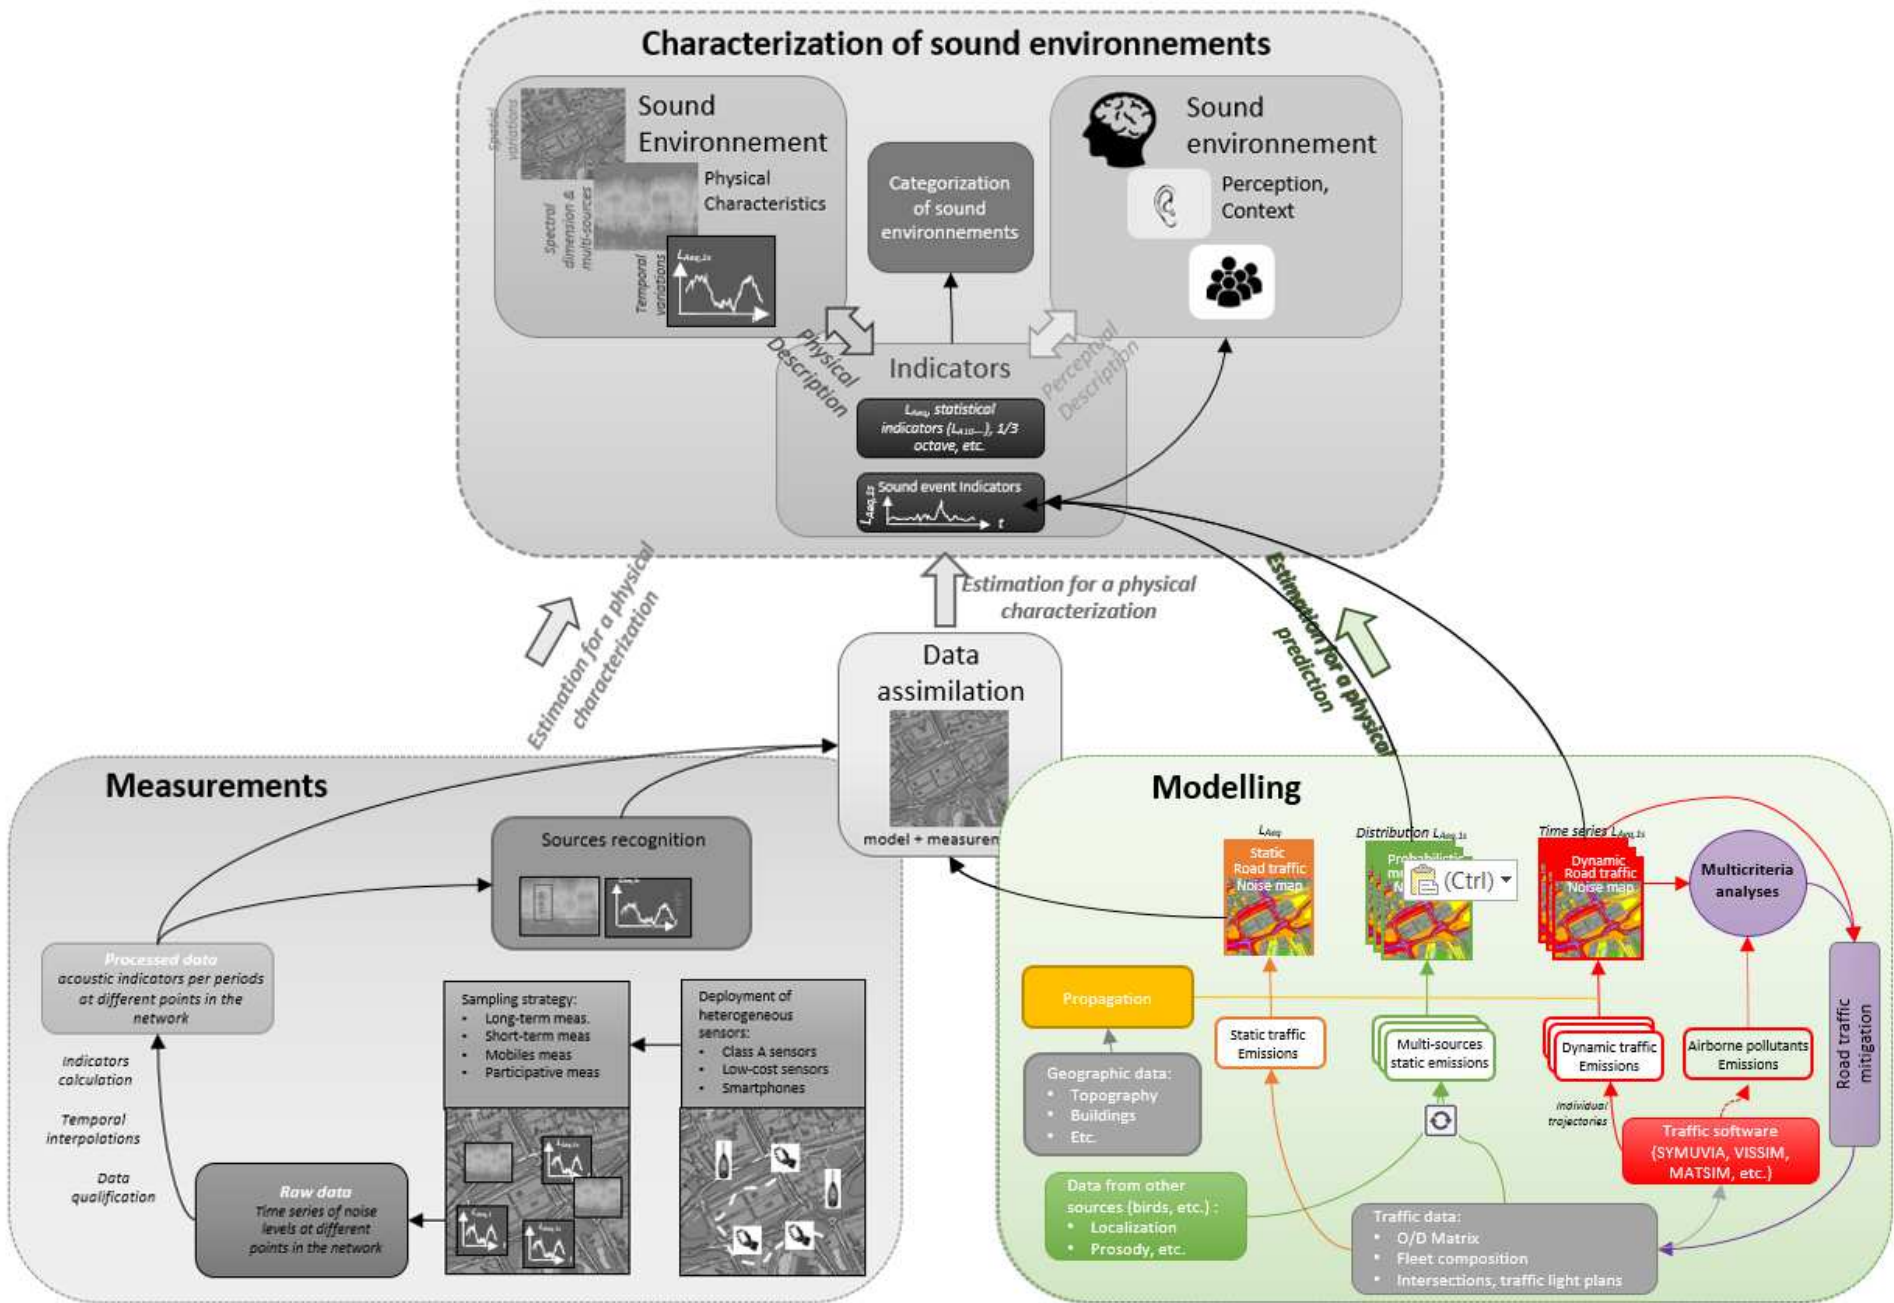 Characterization of sound environnements
Spatial
variations
Sound
Environnement
Physical
Characteristics
Spectral
dimension &
multi-sources
Temporal
variations
LAeq,1s
Categorization
of sound
environnements
Sound
environnement
Perception,
Context
Physical
Description
Perceptual
Description
Indicators
LAeq, statistical
indicators (LA10...), 1/3
octave, etc.
Sound event Indicators
LAeq,1s
t
Estimation for a physical
characterization
Estimation for a physical
characterization
Estimation for a physical
prediction
Data
assimilation
model + measurem
Measurements
Sources recognition
Processed data
acoustic indicators per periods
at different points in the
network
Indicators
calculation
Temporal
interpolations
Data
qualification
Raw data
Time series of noise
levels at different
points in the network
Sampling strategy:
• Long-term meas.
• Short-term meas
• Mobiles meas
• Participative meas
Deployment of
heterogeneous
sensors:
• Class A sensors
• Low-cost sensors
• Smartphones
Modelling
LAeq
Static
Road traffic
Noise map
Distribution LAeq,1s
Probabilistic
(Ctrl)
Time series LAeq,1s
Dynamic
Road traffic
Noise map
Multicriteria
analyses
Propagation
Static traffic
Emissions
Multi-sources
static emissions
Dynamic traffic
Emissions
Airborne pollutants
Emissions
Road traffic
mitigation
Geographic data:
• Topography
• Buildings
• Etc.
Individual
trajectories
Traffic software
(SYMUVIA, VISSIM,
MATSIM, etc.)
Data from other
sources (birds, etc.) :
• Localization
• Prosody, etc.
Traffic data:
• O/D Matrix
• Fleet composition
• Intersections, traffic light plans